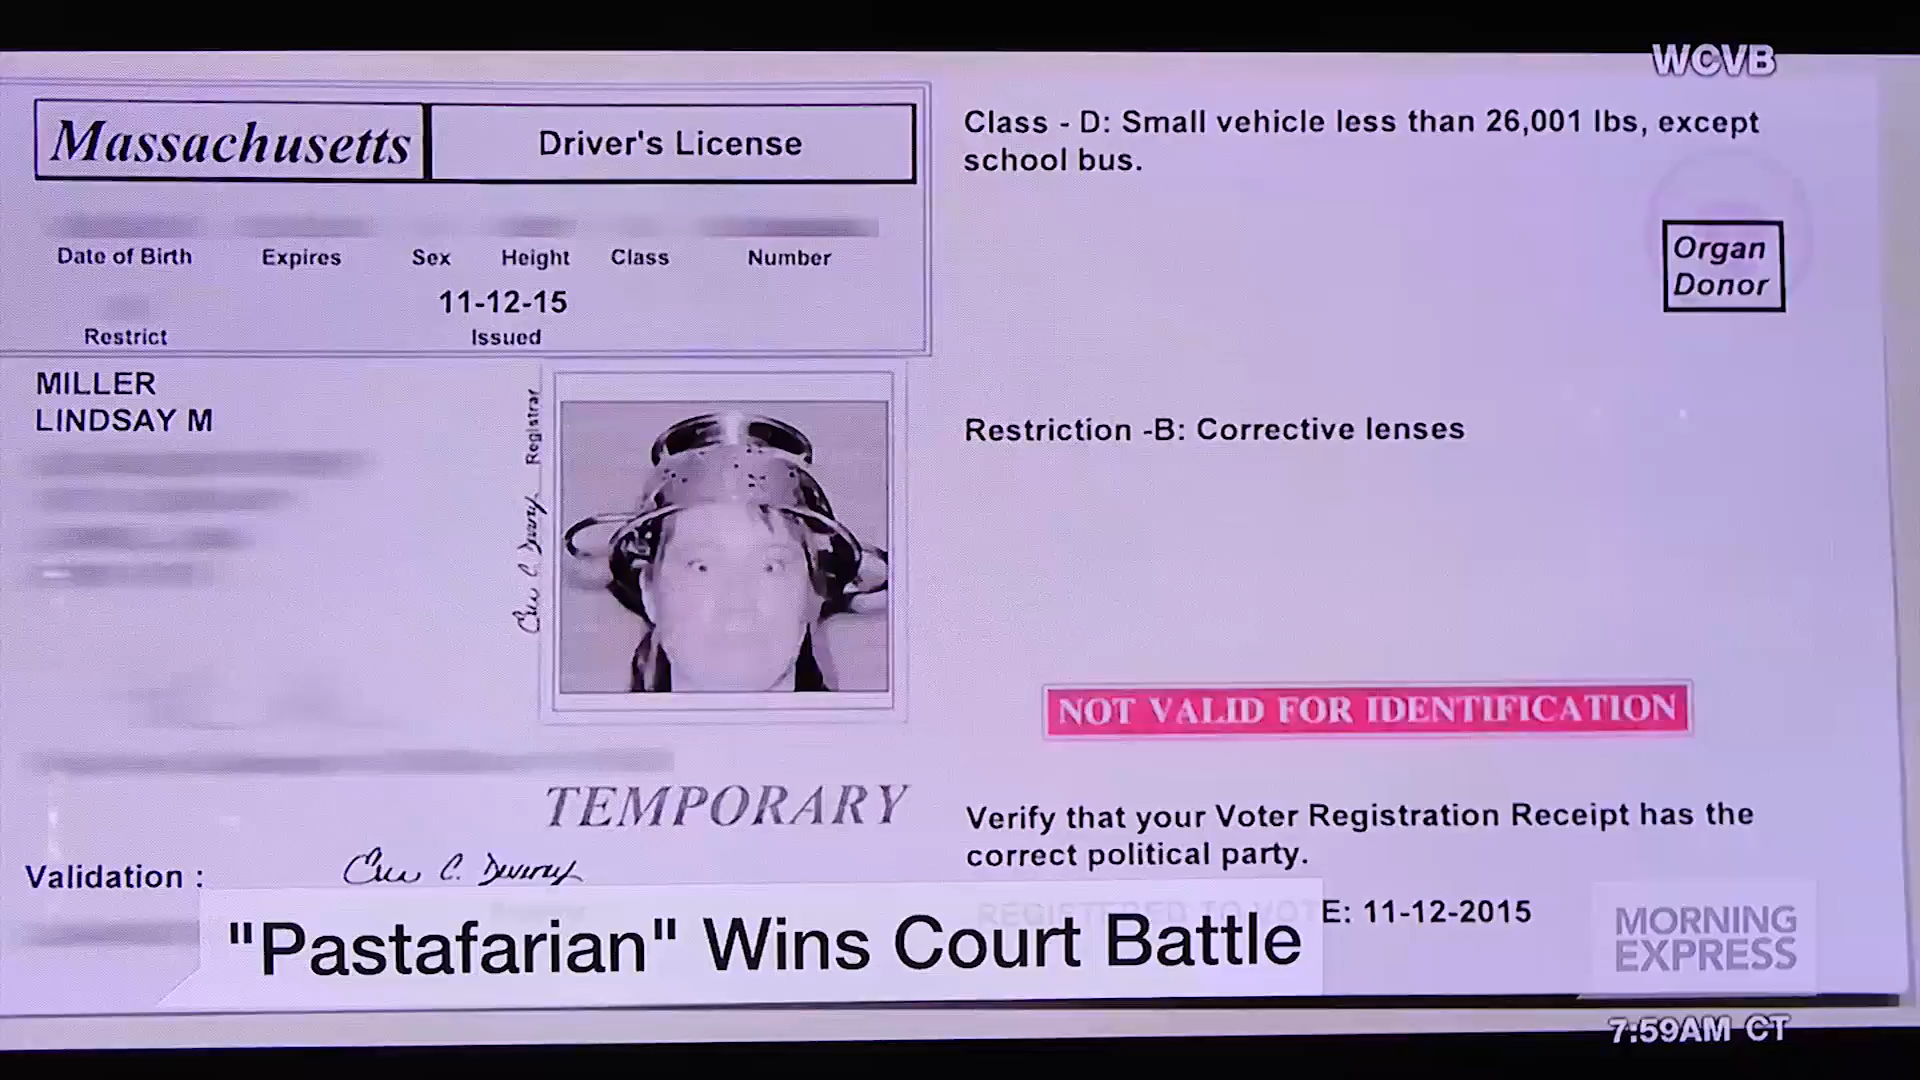 WCVB
Massachusetts
Driver's License
Class - D: Small vehicle less than 26,001 lbs, except
school bus.
Organ
Donor
Date of Birth Expires Sex Height Class Number
11-12-15
Restrict Issued
MILLER
LINDSAY M
Registrar
Restriction -B: Corrective lenses
NOT VALID FOR IDENTIFICATION
TEMPORARY
Verify that your Voter Registration Receipt has the
correct political party.
Validation :
REGISTERED TO VOTE: 11-12-2015
"Pastafarian" Wins Court Battle
MORNING
EXPRESS
7:59AM CT